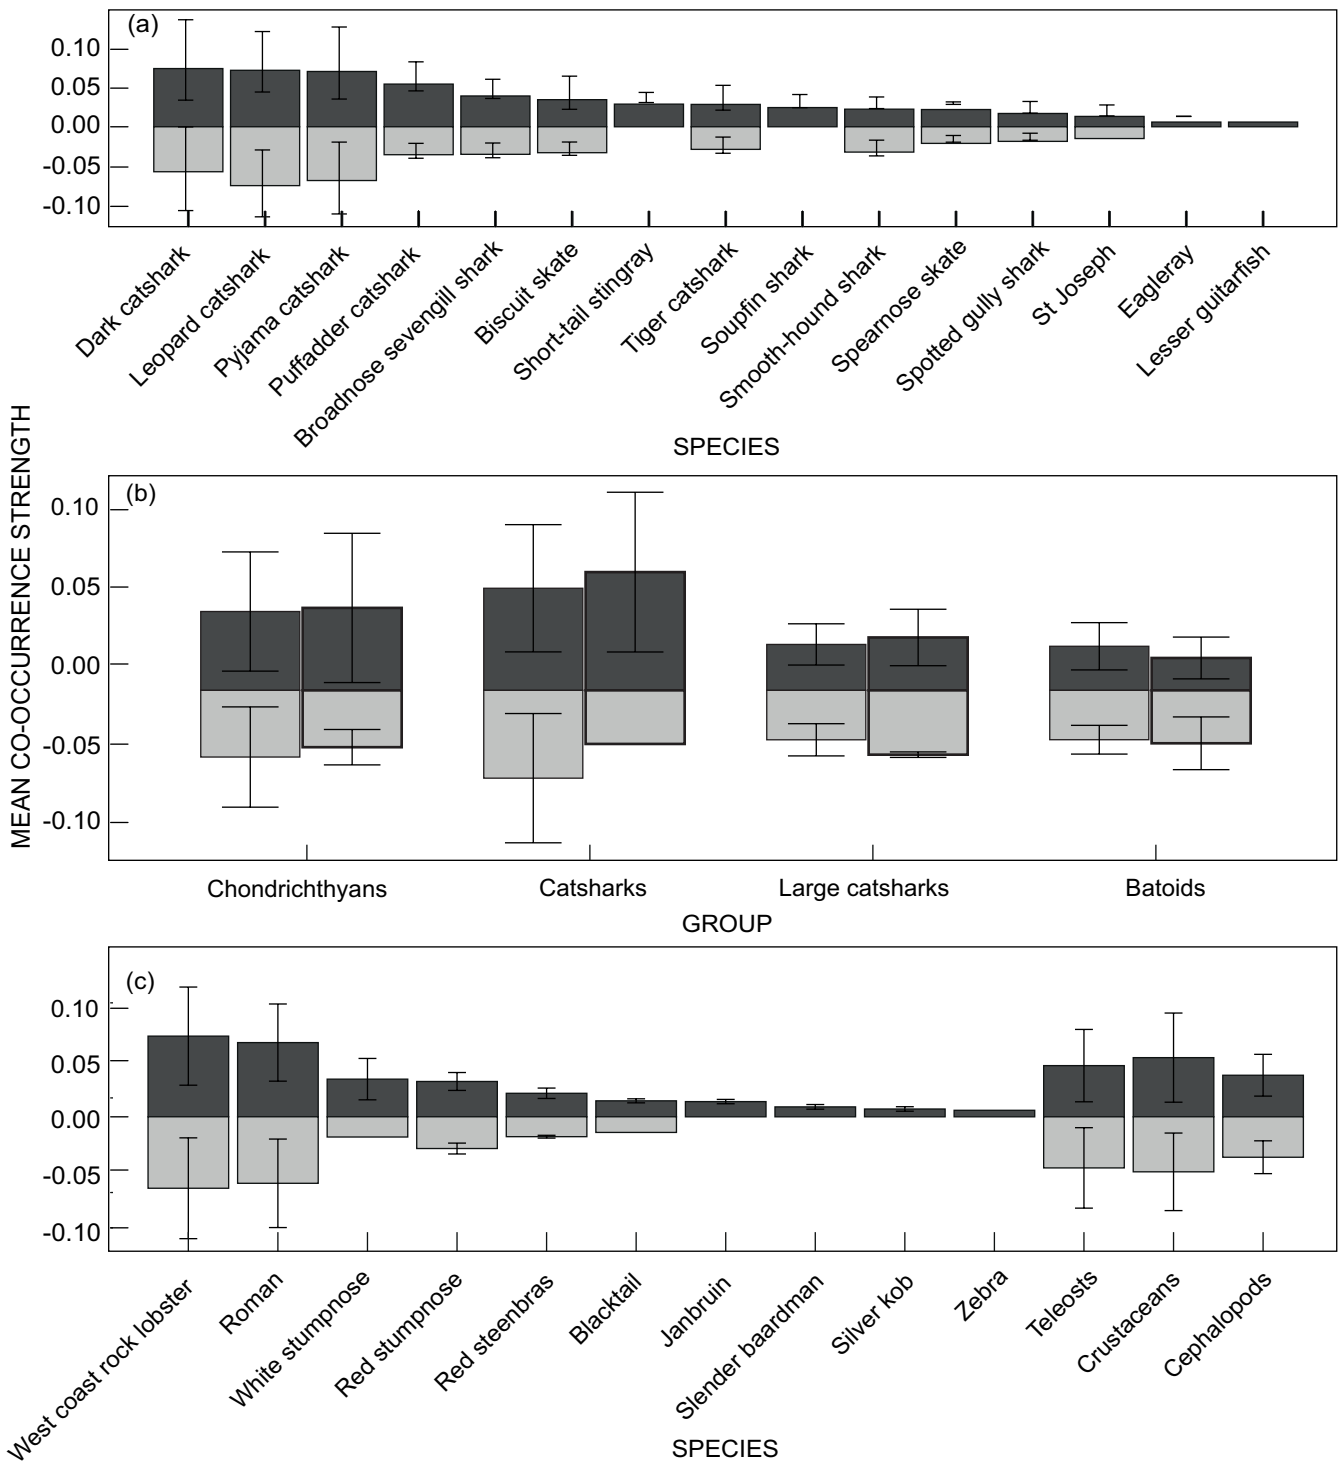 (a)
0.10
0.05
0.00
-0.05
-0.10
Dark catshark
Leopard catshark
Pyjama catshark
Puffadder catshark
Broadnose sevengill shark
Biscuit skate
Short-tail stingray
Tiger catshark
Soupfin shark
Smooth-hound shark
Spearnose skate
Spotted gully shark
St Joseph
Eagleray
Lesser guitarfish
SPECIES
MEAN CO-OCCURRENCE STRENGTH
(b)
0.10
0.05
0.00
-0.05
-0.10
Chondrichthyans
Catsharks
Large catsharks
Batoids
GROUP
(c)
0.10
0.05
0.00
-0.05
-0.10
West coast rock lobster
Roman
White stumpnose
Red stumpnose
Red steenbras
Blacktail
Janbruin
Slender baardman
Silver kob
Zebra
Teleosts
Crustaceans
Cephalopods
SPECIES